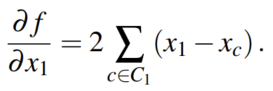 ∂f/∂x₁ = 2 ∑_{c∈C₁} (x₁ − x_c).